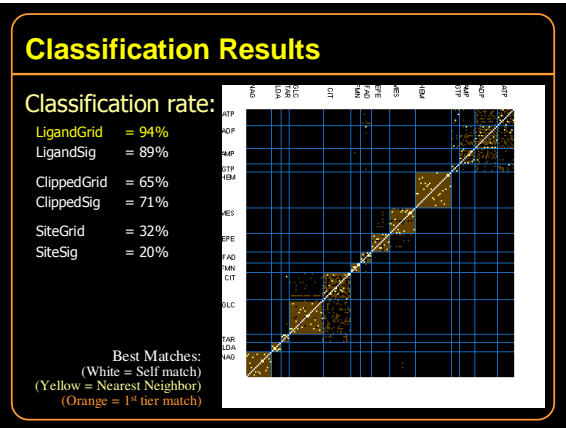 Classification Results
Classification rate:
LigandGrid = 94%
LigandSig = 89%
ClippedGrid = 65%
ClippedSig = 71%
SiteGrid = 32%
SiteSig = 20%
Best Matches:
(White = Self match)
(Yellow = Nearest Neighbor)
(Orange = 1st tier match)
NAG LDA TAR GLC CIT FMN FAD EPE MES HEM GTP AMP ADP ATP
ATP
ADP
AMP
GTP
HEM
MES
EPE
FAD
FMN
CIT
GLC
TAR
LDA
NAG